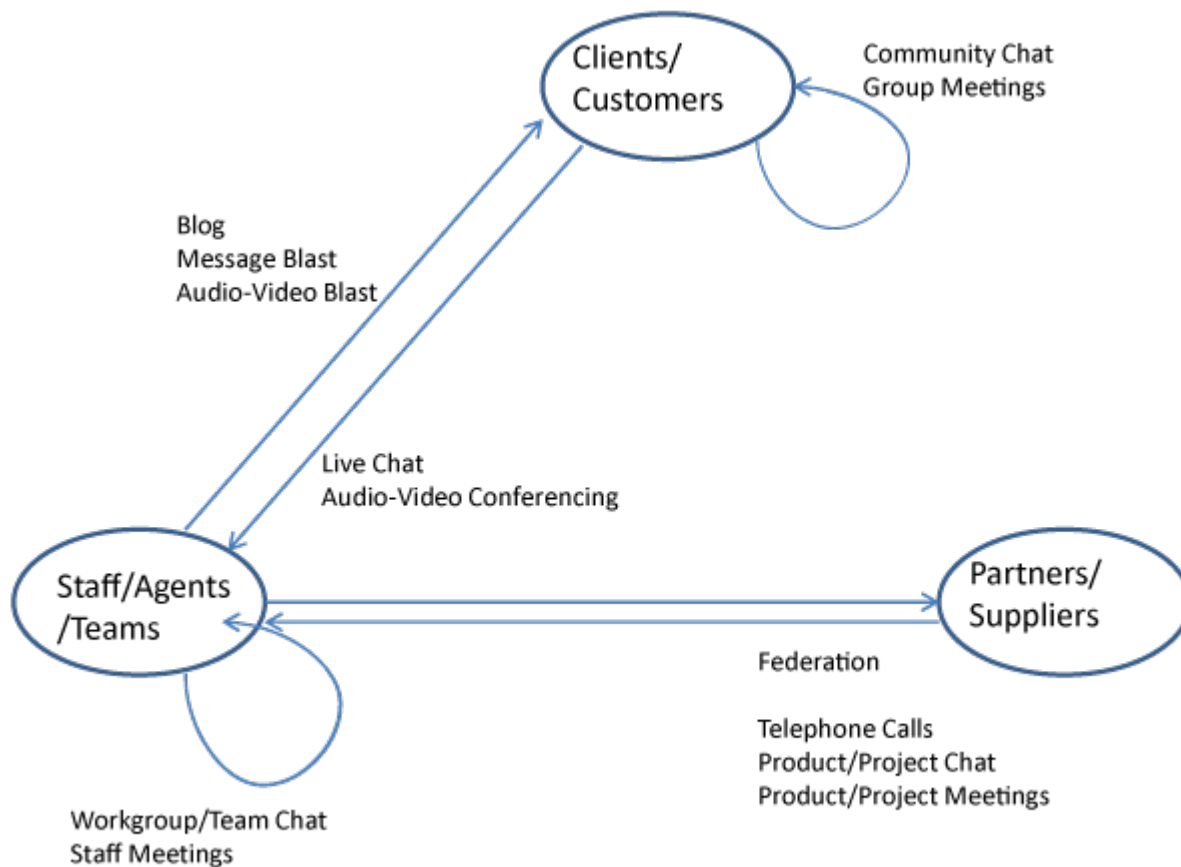 Clients/
Customers
Community Chat
Group Meetings
Blog
Message Blast
Audio-Video Blast
Live Chat
Audio-Video Conferencing
Staff/Agents
/Teams
Partners/
Suppliers
Federation
Telephone Calls
Product/Project Chat
Product/Project Meetings
Workgroup/Team Chat
Staff Meetings